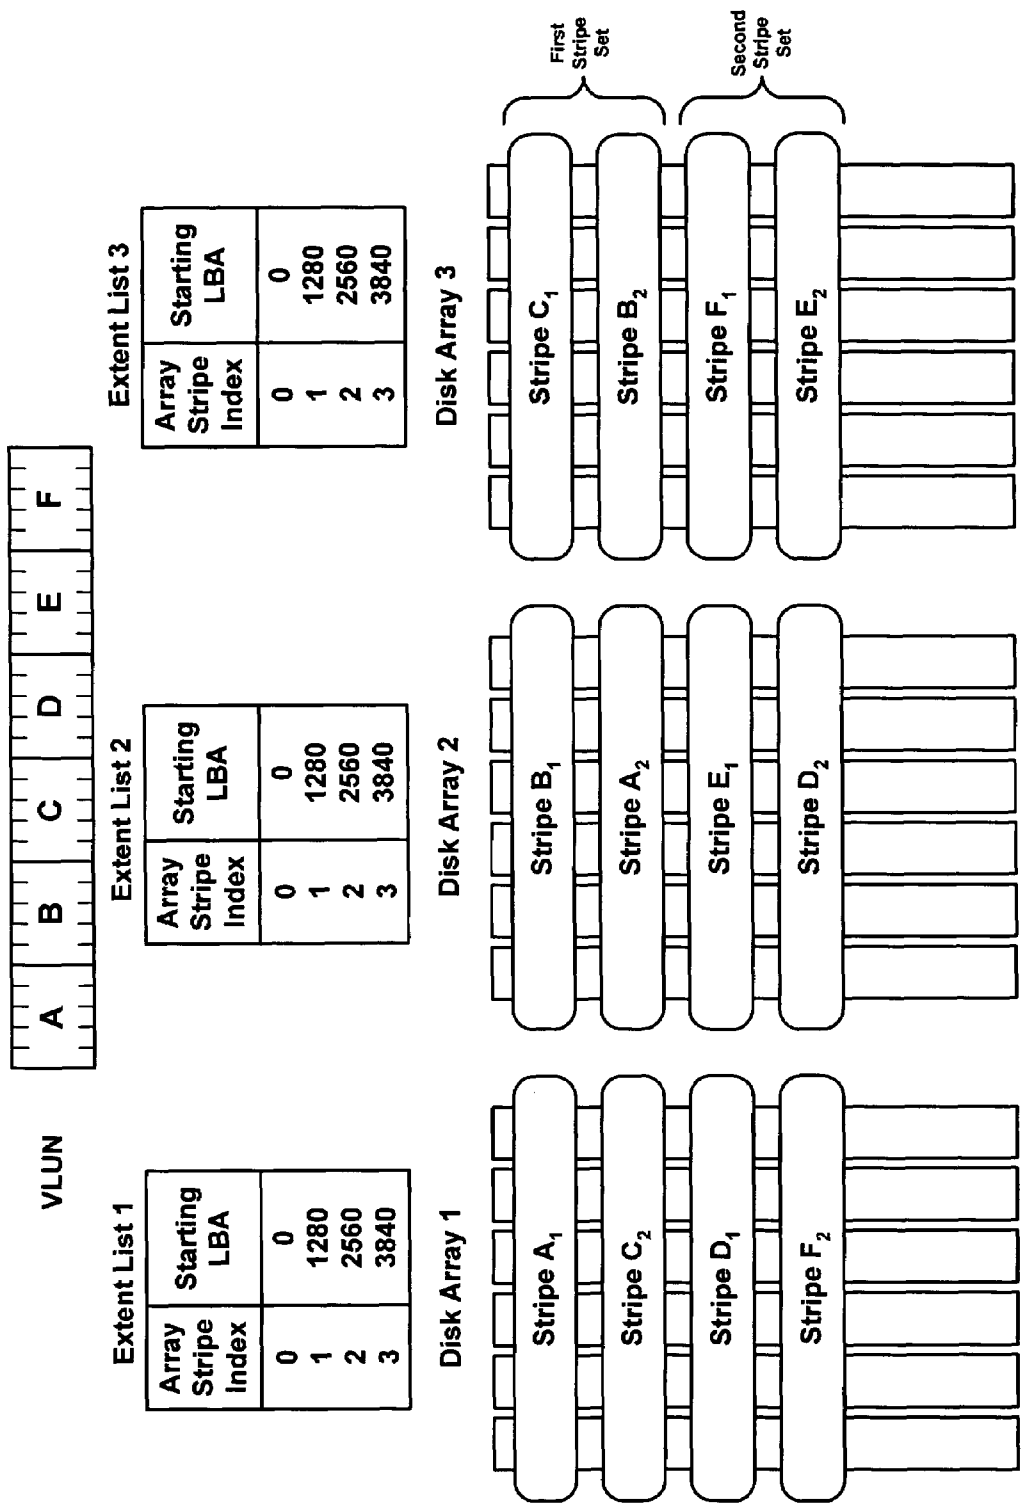 VLUN
A B C D E F
Extent List 1
Array
Stripe
Index
Starting
LBA
0 0
1 1280
2 2560
3 3840
Extent List 2
Array
Stripe
Index
Starting
LBA
0 0
1 1280
2 2560
3 3840
Extent List 3
Array
Stripe
Index
Starting
LBA
0 0
1 1280
2 2560
3 3840
Disk Array 1
Stripe A₁
Stripe C₂
Stripe D₁
Stripe F₂
Disk Array 2
Stripe B₁
Stripe A₂
Stripe E₁
Stripe D₂
Disk Array 3
Stripe C₁
Stripe B₂
Stripe F₁
Stripe E₂
First
Stripe
Set
Second
Stripe
Set